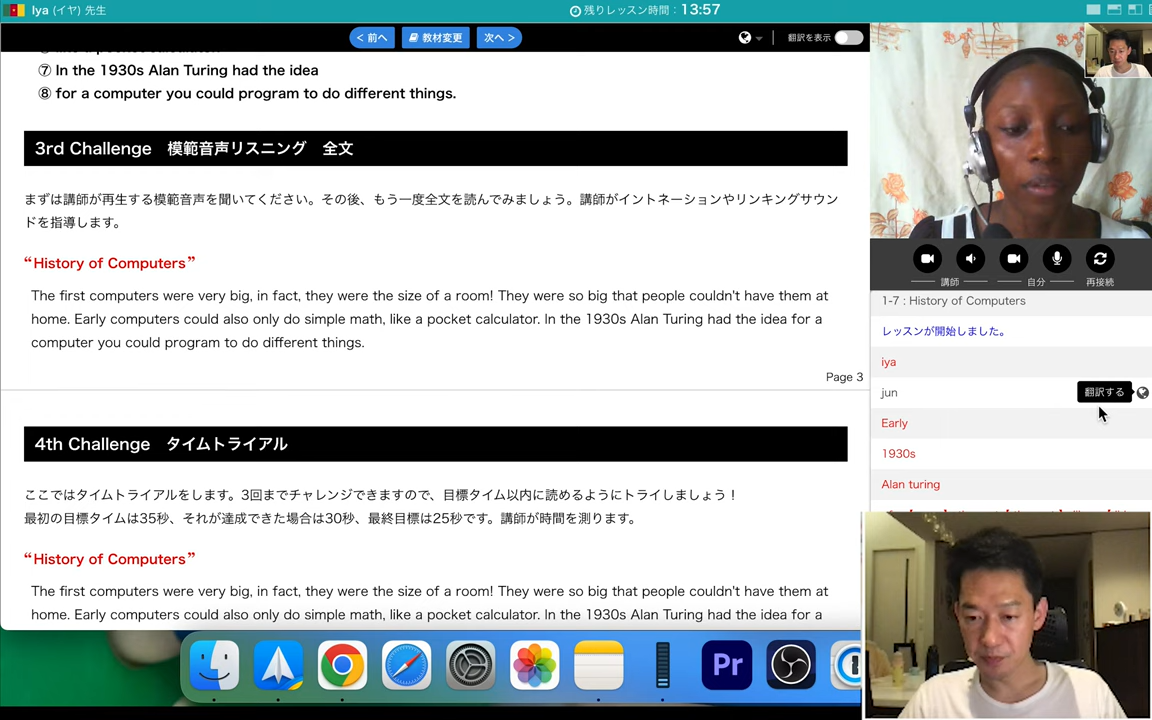 Iya (イヤ) 先生
残りレッスン時間：13:57
< 前へ
教材変更
次へ >
翻訳を表示
⑦ In the 1930s Alan Turing had the idea
⑧ for a computer you could program to do different things.
3rd Challenge 模範音声リスニング 全文
まずは講師が再生する模範音声を聞いてください。その後、もう一度全文を読んでみましょう。講師がイントネーションやリンキングサウン
ドを指導します。
“History of Computers”
The first computers were very big, in fact, they were the size of a room! They were so big that people couldn't have them at
home. Early computers could also only do simple math, like a pocket calculator. In the 1930s Alan Turing had the idea for a
computer you could program to do different things.
Page 3
4th Challenge タイムトライアル
ここではタイムトライアルをします。3回までチャレンジできますので、目標タイム以内に読めるようにトライしましょう！
最初の目標タイムは35秒、それが達成できた場合は30秒、最終目標は25秒です。講師が時間を測ります。
“History of Computers”
The first computers were very big, in fact, they were the size of a room! They were so big that people couldn't have them at
home. Early computers could also only do simple math, like a pocket calculator. In the 1930s Alan Turing had the idea for a
講師
自分
再接続
1-7 : History of Computers
レッスンが開始しました。
iya
jun
翻訳する
Early
1930s
Alan turing
Pr